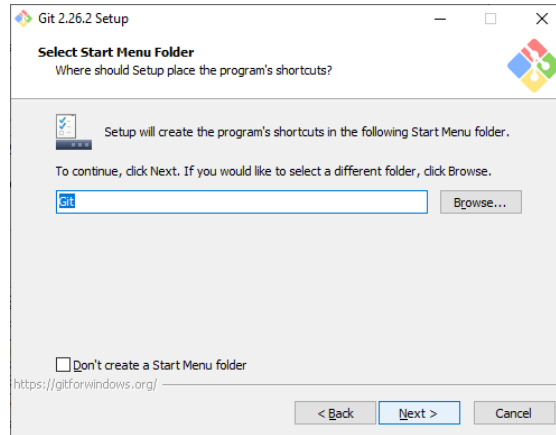 Git 2.26.2 Setup
Select Start Menu Folder
Where should Setup place the program's shortcuts?
Setup will create the program's shortcuts in the following Start Menu folder.
To continue, click Next. If you would like to select a different folder, click Browse.
Git
Browse...
Don't create a Start Menu folder
https://gitforwindows.org/
< Back
Next >
Cancel